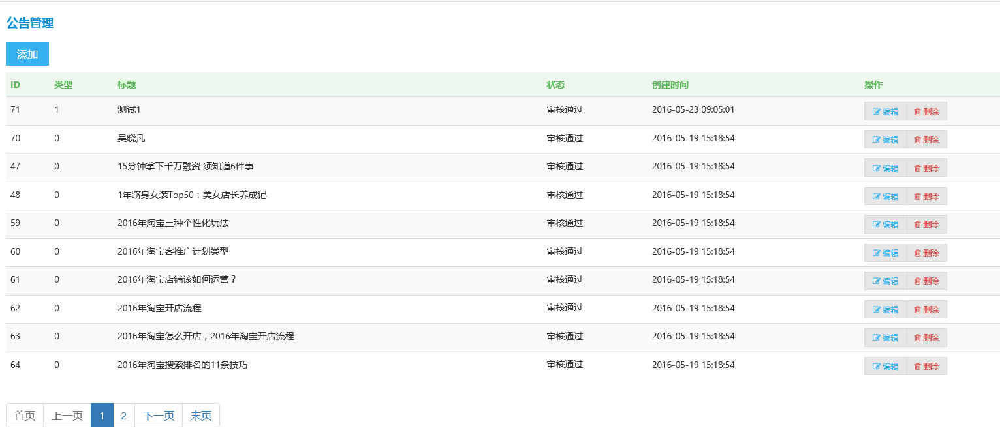 公告管理
添加
ID 类型 标题 状态 创建时间 操作
71 1 测试1 审核通过 2016-05-23 09:05:01 编辑 删除
70 0 吴晓凡 审核通过 2016-05-19 15:18:54 编辑 删除
47 0 15分钟拿下千万融资 须知道6件事 审核通过 2016-05-19 15:18:54 编辑 删除
48 0 1年跻身女装Top50：美女店长养成记 审核通过 2016-05-19 15:18:54 编辑 删除
59 0 2016年淘宝三种个性化玩法 审核通过 2016-05-19 15:18:54 编辑 删除
60 0 2016年淘宝客推广计划类型 审核通过 2016-05-19 15:18:54 编辑 删除
61 0 2016年淘宝店铺该如何运营？ 审核通过 2016-05-19 15:18:54 编辑 删除
62 0 2016年淘宝开店流程 审核通过 2016-05-19 15:18:54 编辑 删除
63 0 2016年淘宝怎么开店，2016年淘宝开店流程 审核通过 2016-05-19 15:18:54 编辑 删除
64 0 2016年淘宝搜索排名的11条技巧 审核通过 2016-05-19 15:18:54 编辑 删除
首页 上一页 1 2 下一页 末页